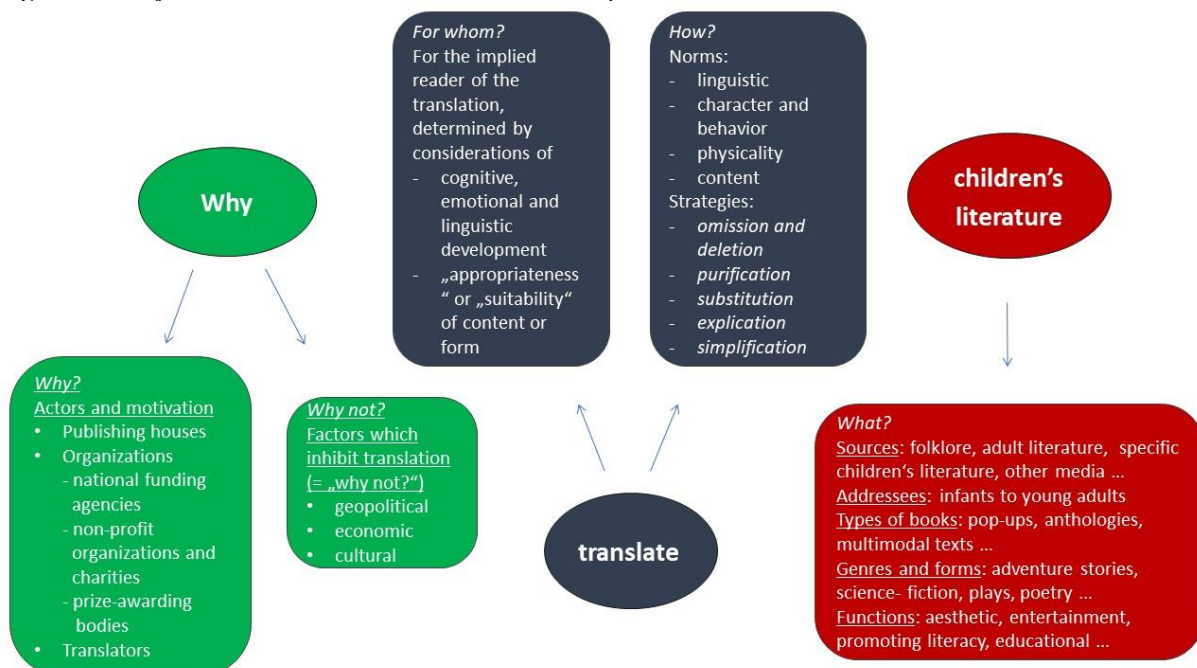 For whom?
For the implied
reader of the
translation,
determined by
considerations of
- cognitive,
emotional and
linguistic
development
- „appropriateness
“ or „suitability“
of content or
form
How?
Norms:
- linguistic
- character and
behavior
- physicality
- content
Strategies:
- omission and
deletion
- purification
- substitution
- explication
- simplification
Why
children’s
literature
Why?
Actors and motivation
• Publishing houses
• Organizations
- national funding
agencies
- non-profit
organizations and
charities
- prize-awarding
bodies
• Translators
Why not?
Factors which
inhibit translation
(= „why not?“)
• geopolitical
• economic
• cultural
translate
What?
Sources: folklore, adult literature, specific
children‘s literature, other media ...
Addressees: infants to young adults
Types of books: pop-ups, anthologies,
multimodal texts ...
Genres and forms: adventure stories,
science- fiction, plays, poetry ...
Functions: aesthetic, entertainment,
promoting literacy, educational ...